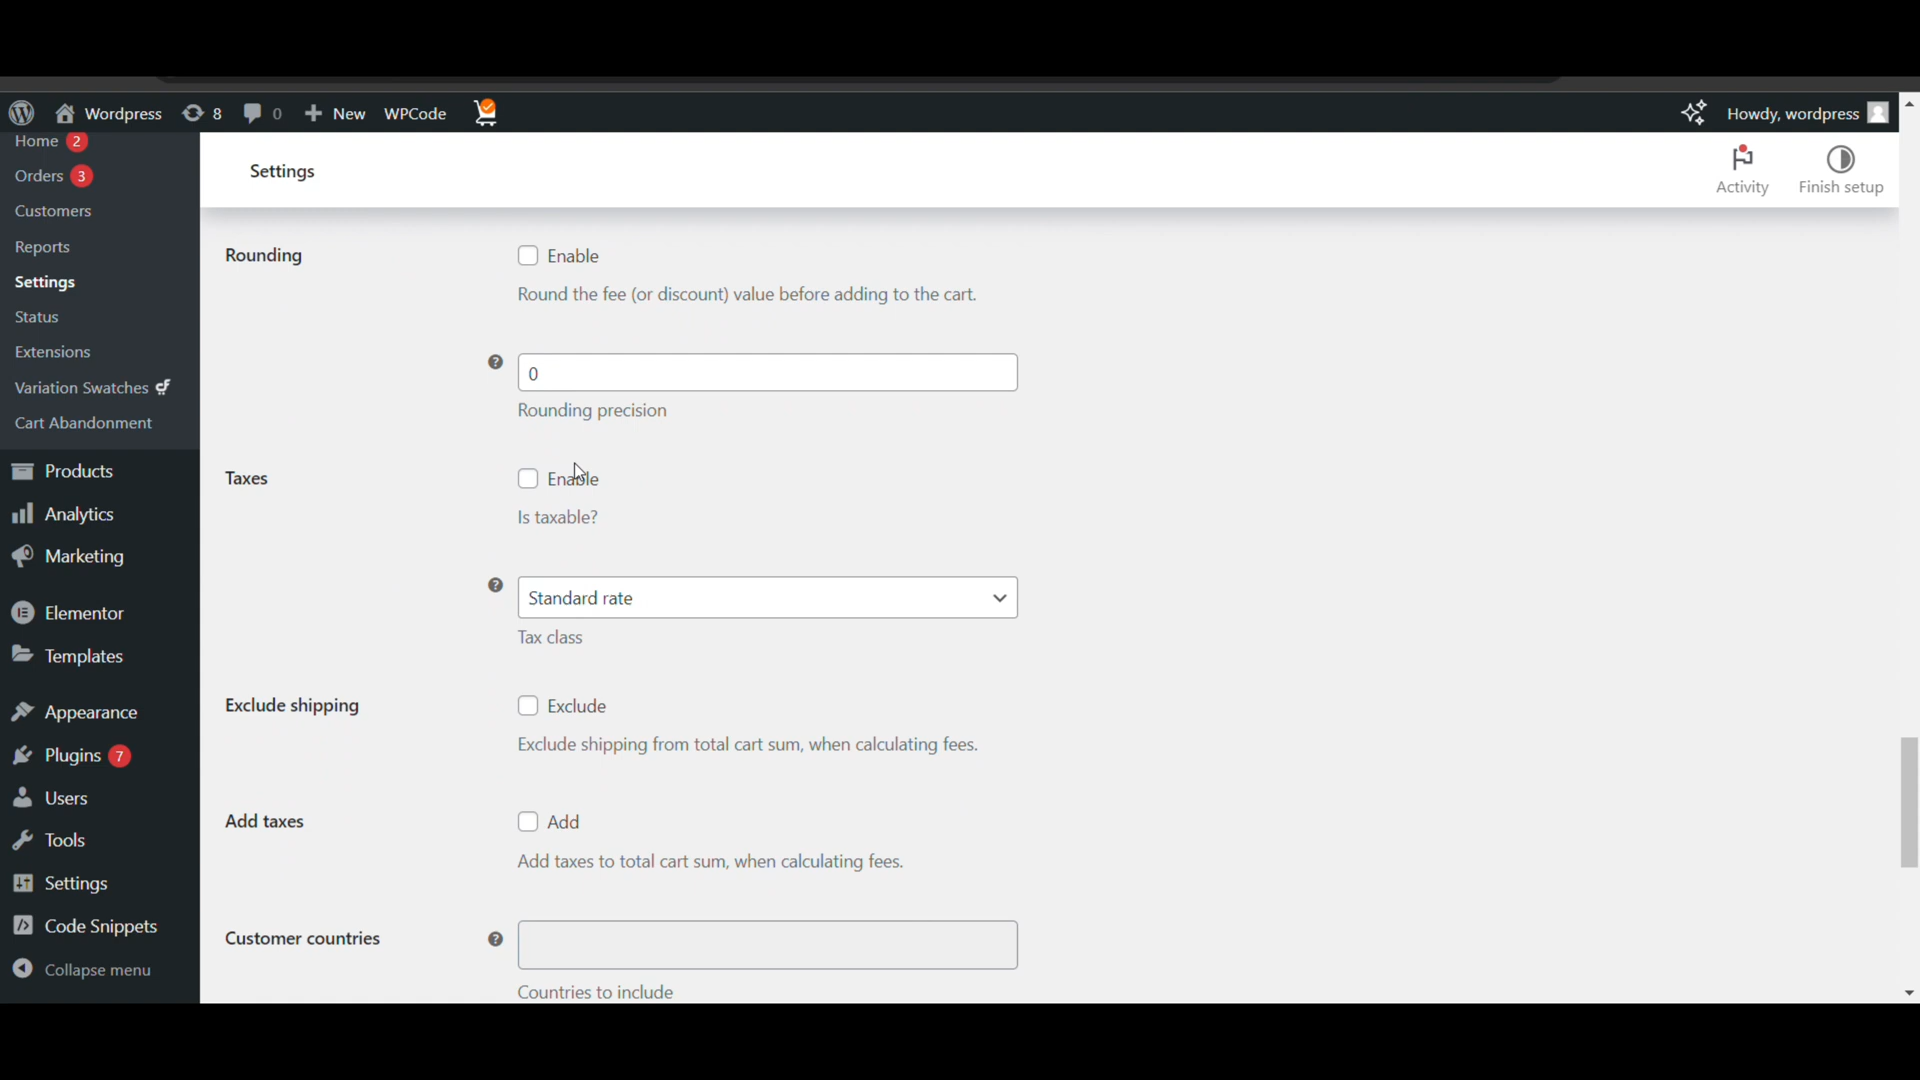 Wordpress 8 0 New WPCode Howdy, wordpress
Home 2
Orders 3
Customers
Reports
Settings
Status
Extensions
Variation Swatches
Cart Abandonment
Products
Analytics
Marketing
Elementor
Templates
Appearance
Plugins 7
Users
Tools
Settings
Code Snippets
Collapse menu
Settings
Activity
Finish setup
Rounding
Enable
Round the fee (or discount) value before adding to the cart.
0
Rounding precision
Taxes
Enable
Is taxable?
Standard rate
Tax class
Exclude shipping
Exclude
Exclude shipping from total cart sum, when calculating fees.
Add taxes
Add
Add taxes to total cart sum, when calculating fees.
Customer countries
Countries to include